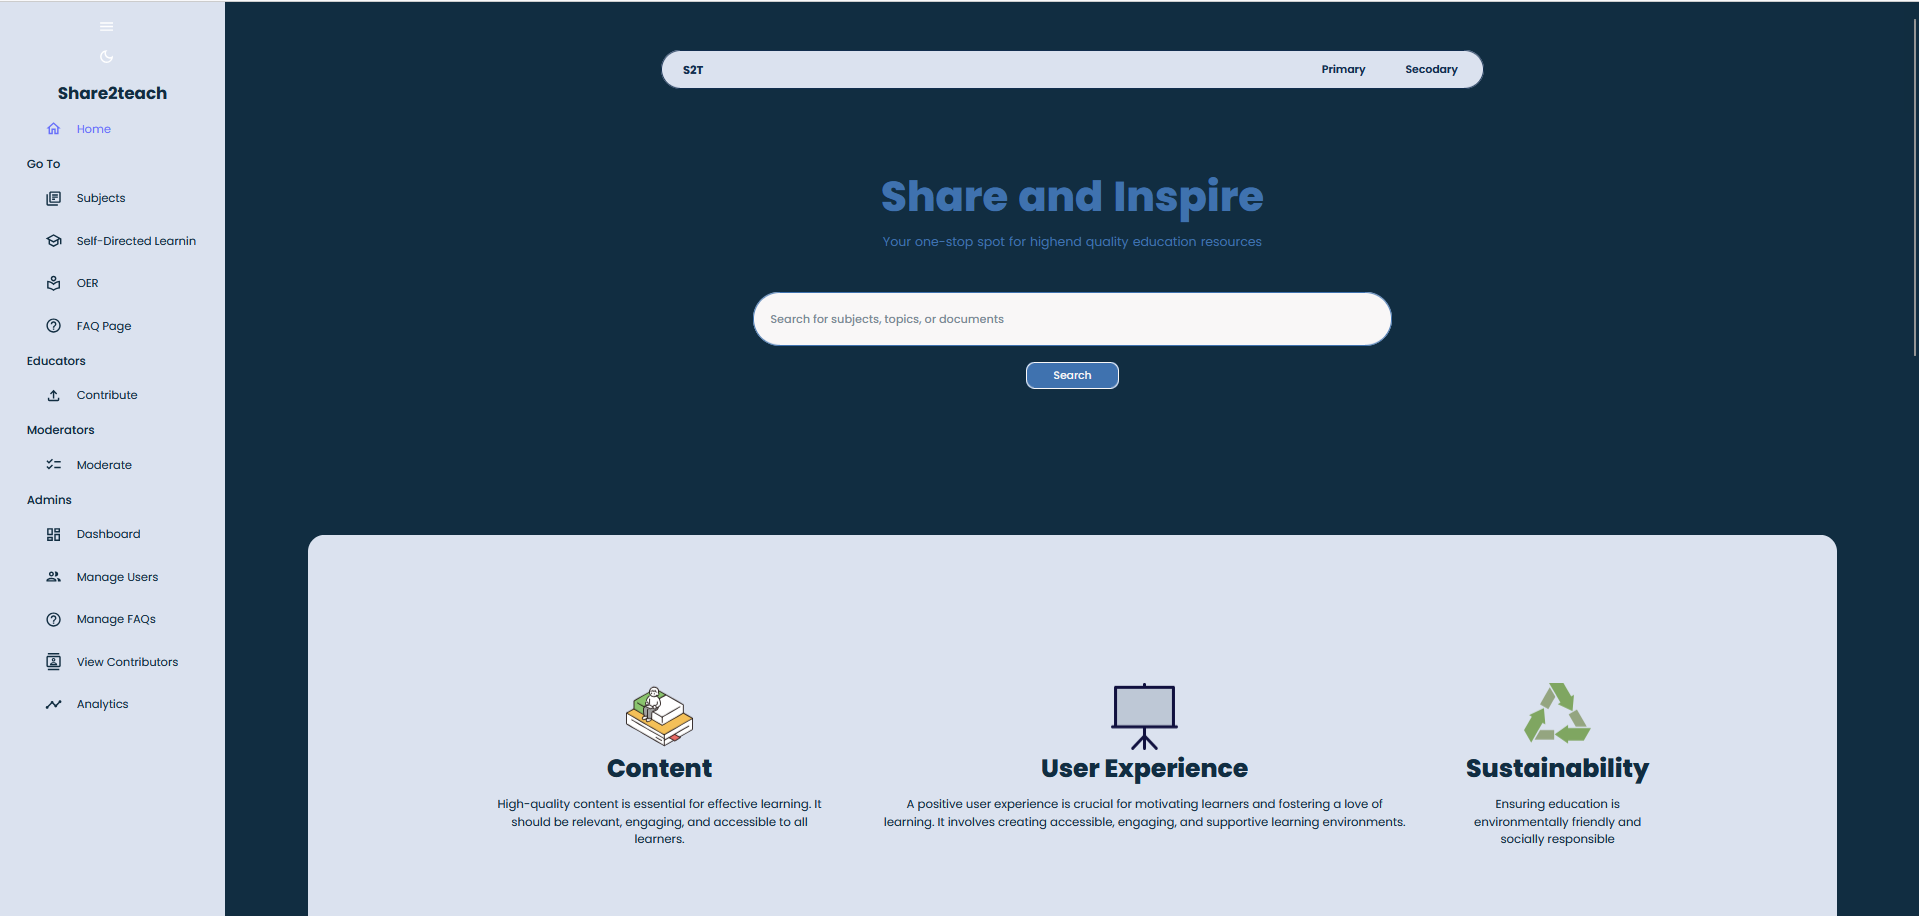 Share2teach
Home
Go To
Subjects
Self-Directed Learnin
OER
FAQ Page
Educators
Contribute
Moderators
Moderate
Admins
Dashboard
Manage Users
Manage FAQs
View Contributors
Analytics
S2T Primary Secodary
Share and Inspire
Your one-stop spot for highend quality education resources
Search for subjects, topics, or documents
Search
Content
High-quality content is essential for effective learning. It
should be relevant, engaging, and accessible to all
learners.
User Experience
A positive user experience is crucial for motivating learners and fostering a love of
learning. It involves creating accessible, engaging, and supportive learning environments.
Sustainability
Ensuring education is
environmentally friendly and
socially responsible